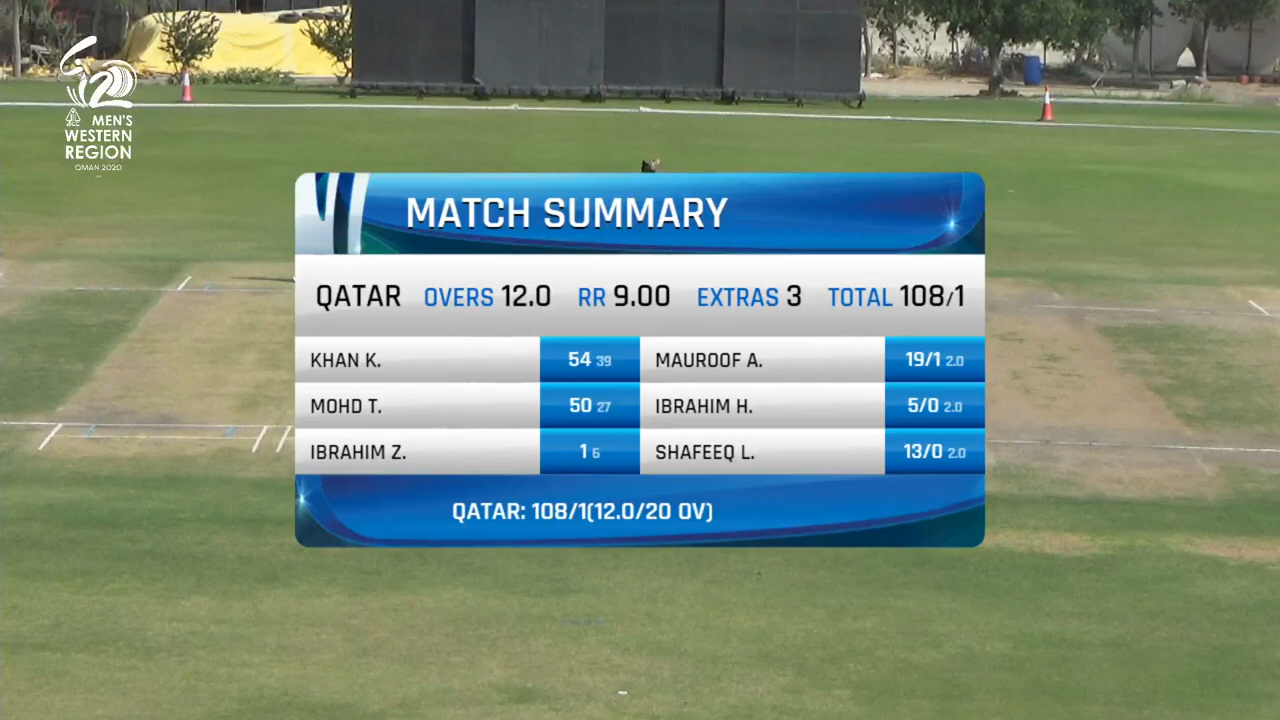 MEN'S
WESTERN
REGION
OMAN 2020
MATCH SUMMARY
QATAR OVERS 12.0 RR 9.00 EXTRAS 3 TOTAL 108/1
KHAN K. 54 39 MAUROOF A. 19/1 2.0
MOHD T. 50 27 IBRAHIM H. 5/0 2.0
IBRAHIM Z. 1 6 SHAFEEQ L. 13/0 2.0
QATAR: 108/1(12.0/20 OV)